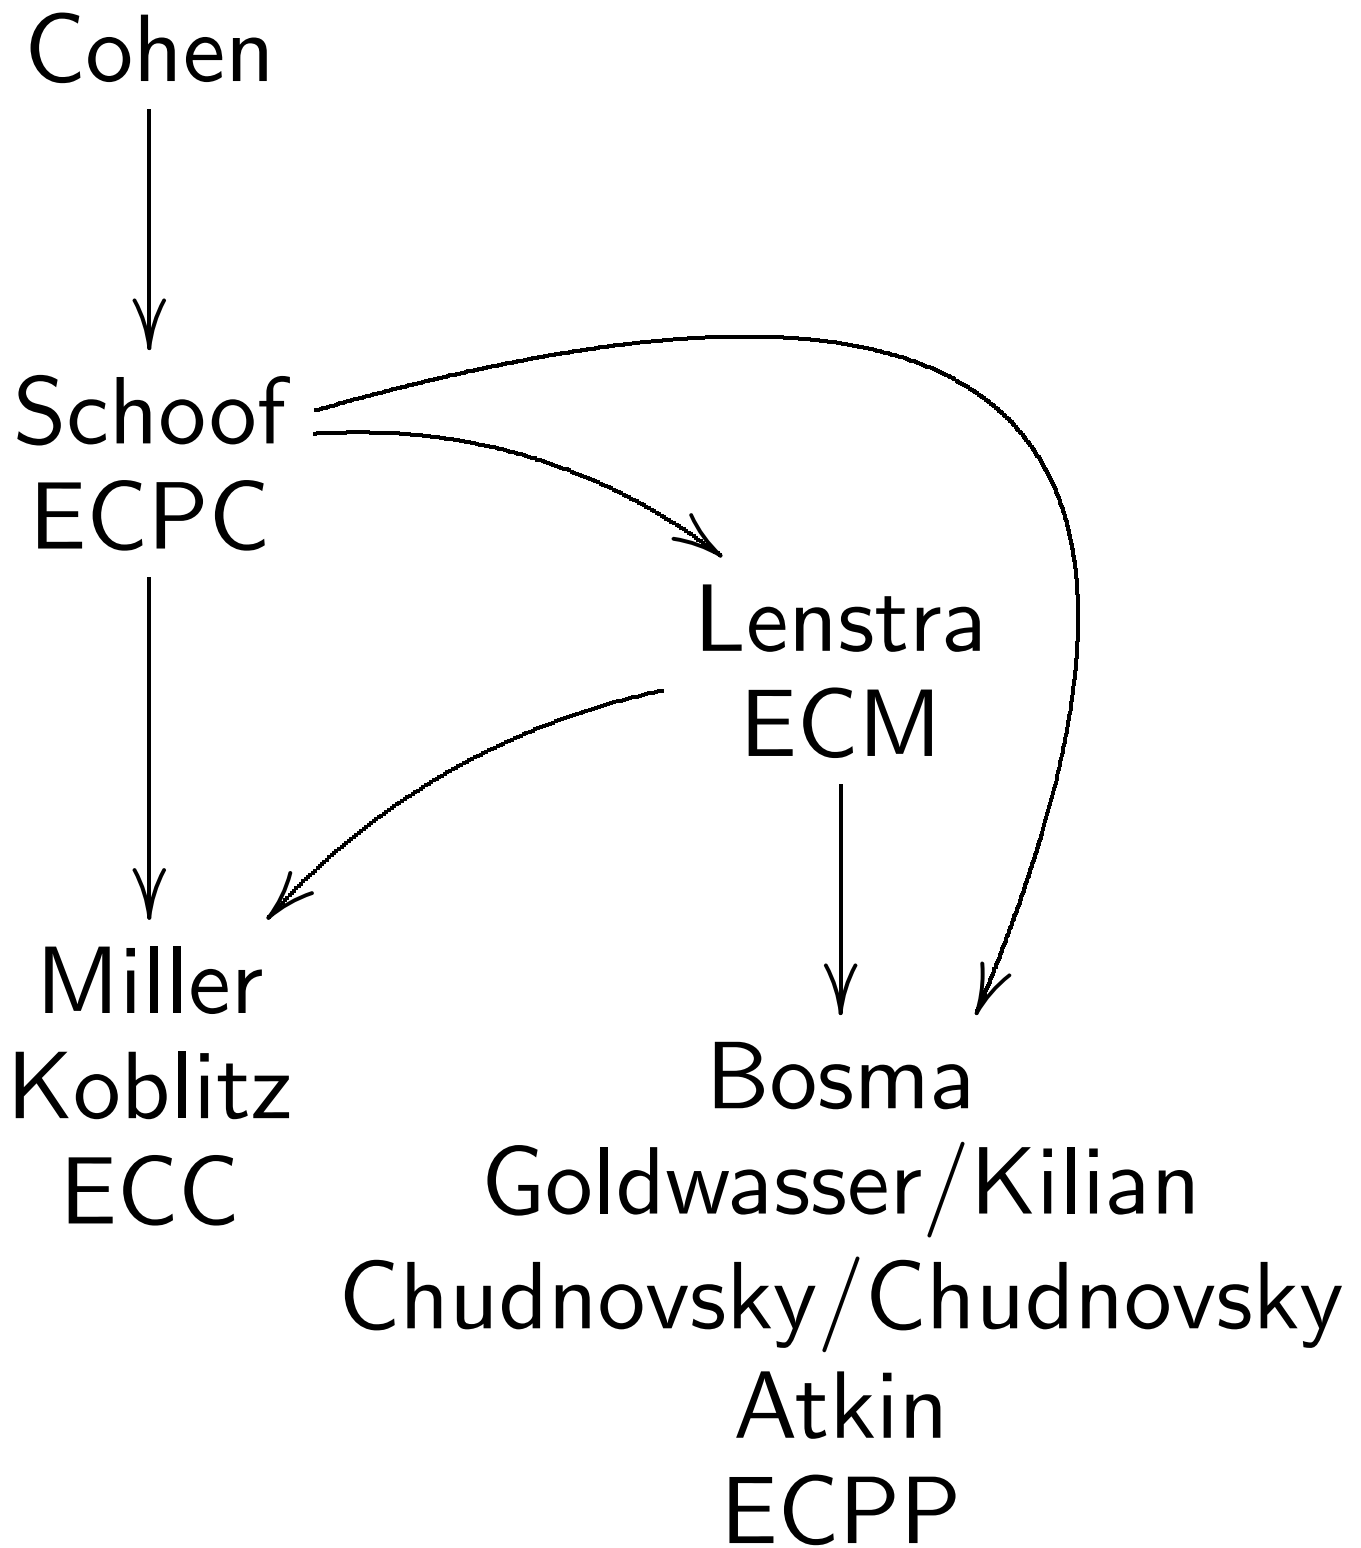 Cohen
Schoof
ECPC
Lenstra
ECM
Miller
Koblitz
ECC
Bosma
Goldwasser/Kilian
Chudnovsky/Chudnovsky
Atkin
ECPP